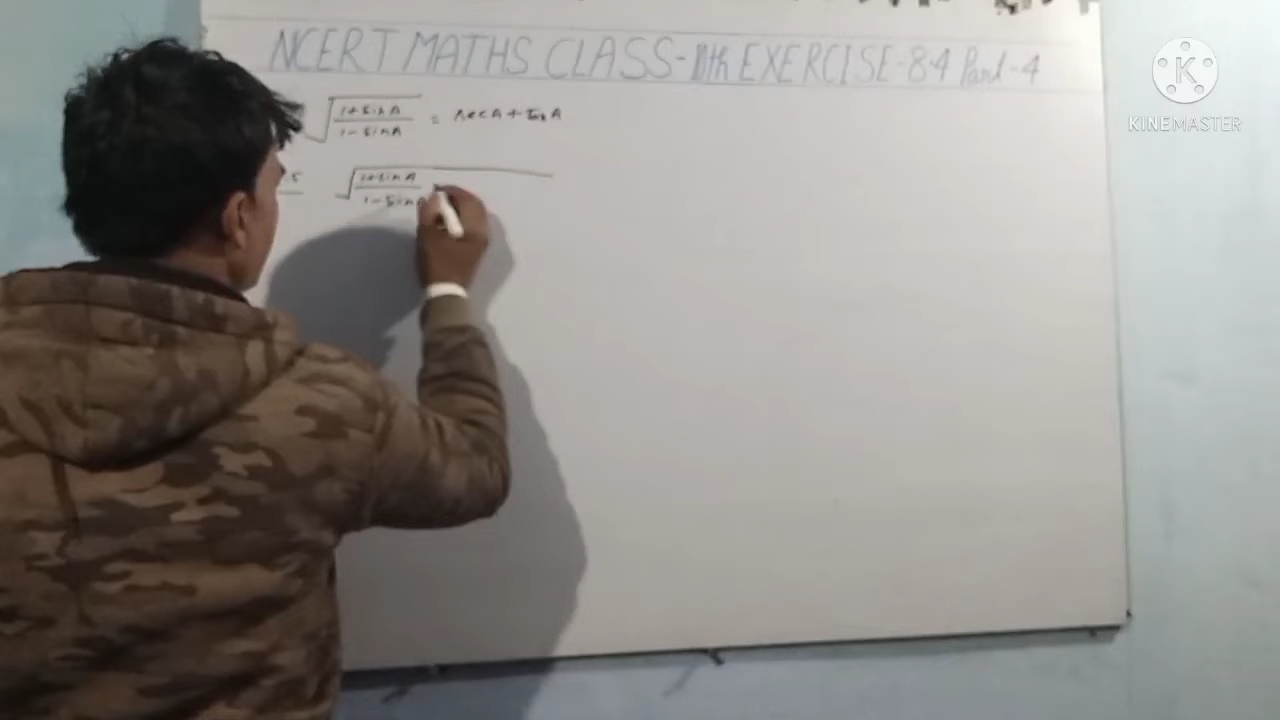 NCERT MATHS CLASS-10th EXERCISE-8.4 Part-4
√(1+sinA / 1-sinA) = secA+tanA
√(1+sinA / 1-sinA
KINEMASTER